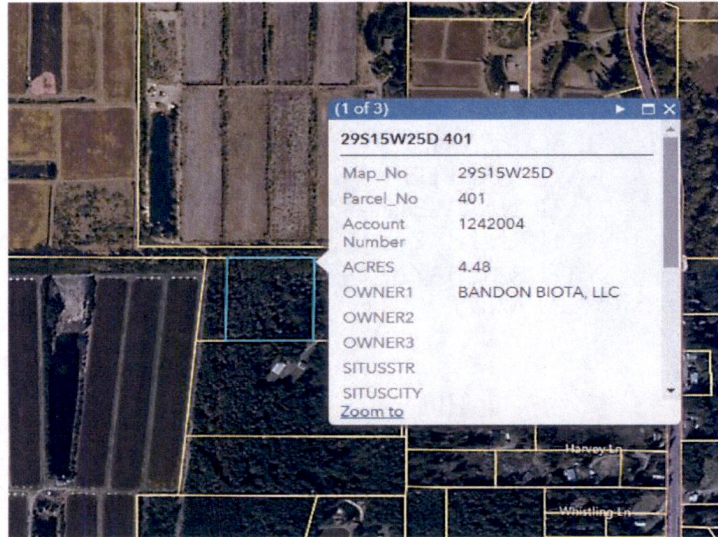 (1 of 3)
29S15W25D 401
Map_No 29S15W25D
Parcel_No 401
Account Number 1242004
ACRES 4.48
OWNER1 BANDON BIOTA, LLC
OWNER2
OWNER3
SITUSSTR
SITUSCITY
Zoom to
Harvey Ln
Whistling Ln